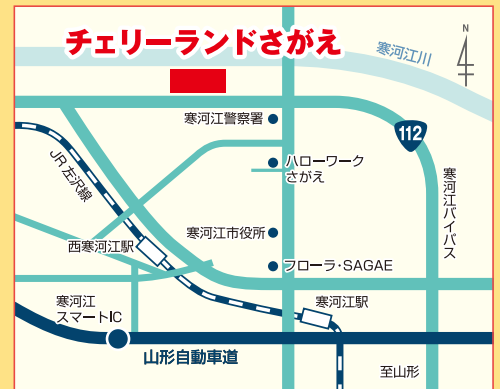 チェリーランドさがえ
寒河江川
N
寒河江警察署
112
JR左沢線
ハローワーク
さがえ
寒河江バイパス
寒河江市役所
西寒河江駅
フローラ・SAGAE
寒河江
スマートIC
寒河江駅
山形自動車道
至山形